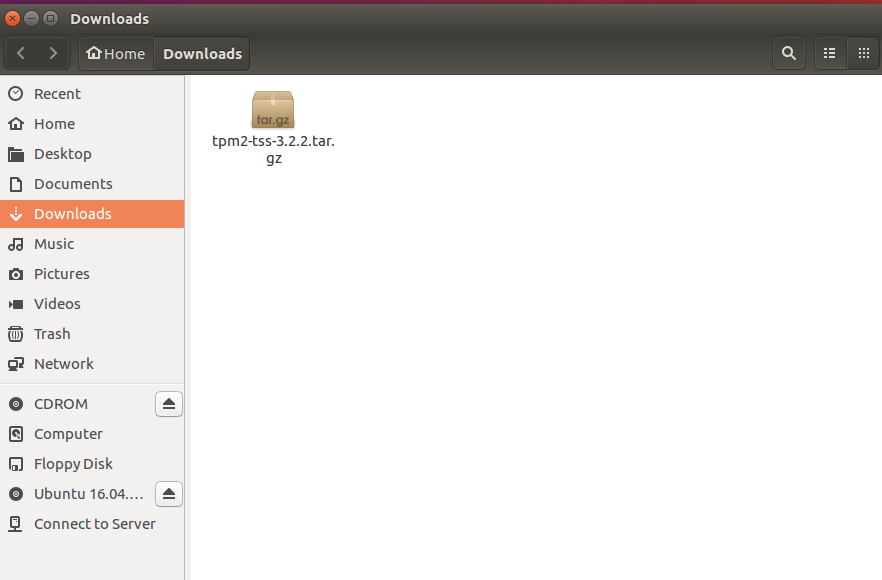 Downloads
Home
Downloads
Recent
Home
Desktop
Documents
Downloads
Music
Pictures
Videos
Trash
Network
CDROM
Computer
Floppy Disk
Ubuntu 16.04.…
Connect to Server
tar.gz
tpm2-tss-3.2.2.tar.
gz